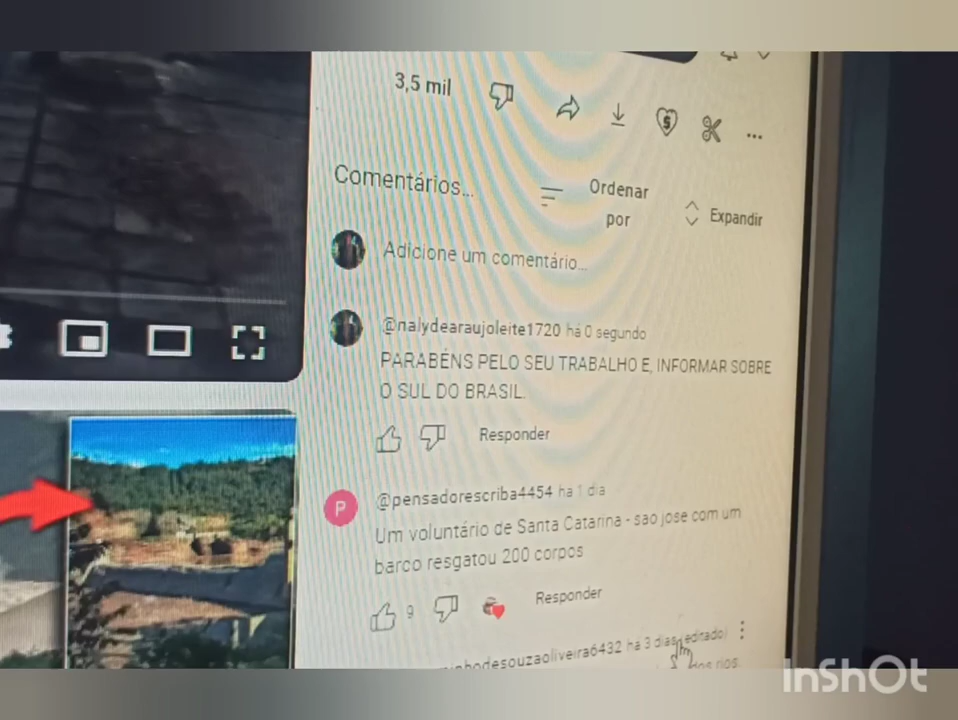 3,5 mil
Comentários...
Ordenar
por
Expandir
Adicione um comentário...
@nalydearaujoleite1720 há 0 segundo
PARABÉNS PELO SEU TRABALHO E, INFORMAR SOBRE
O SUL DO BRASIL.
Responder
P
@pensadorescriba4454 há 1 dia
Um voluntário de Santa Catarina - sao jose com um
barco resgatou 200 corpos
9
Responder
há 3 dias (editado)
rios.
InShOt